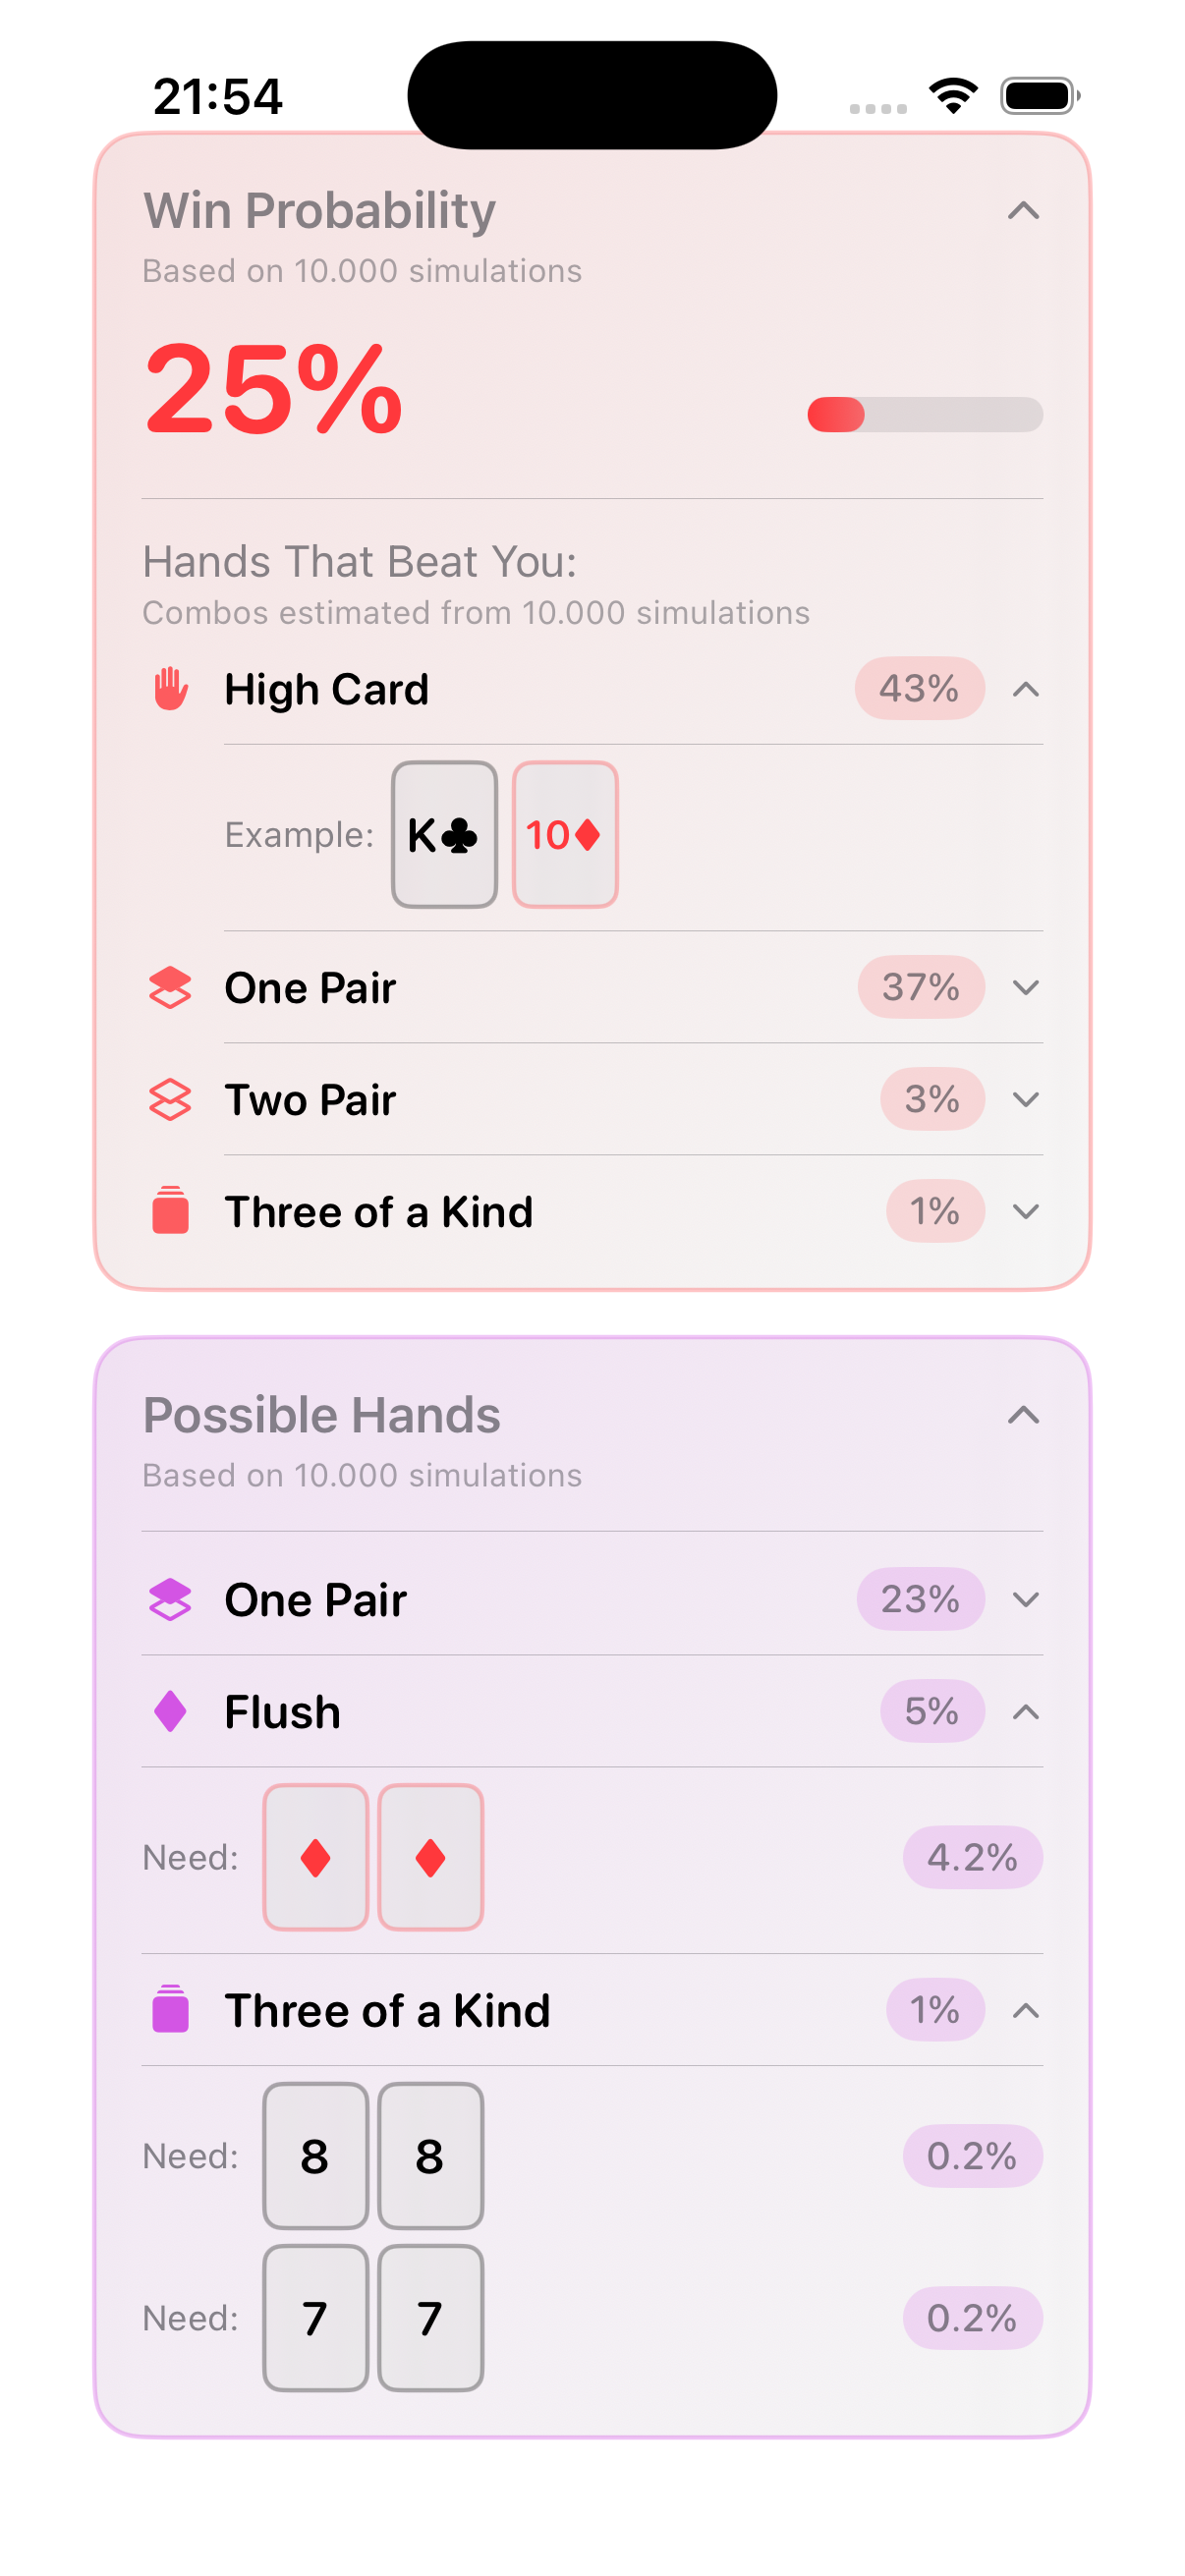 21:54
Win Probability
Based on 10.000 simulations
25%
Hands That Beat You:
Combos estimated from 10.000 simulations
High Card 43%
Example: K♣ 10♦
One Pair 37%
Two Pair 3%
Three of a Kind 1%
Possible Hands
Based on 10.000 simulations
One Pair 23%
Flush 5%
Need: ♦ ♦ 4.2%
Three of a Kind 1%
Need: 8 8 0.2%
Need: 7 7 0.2%